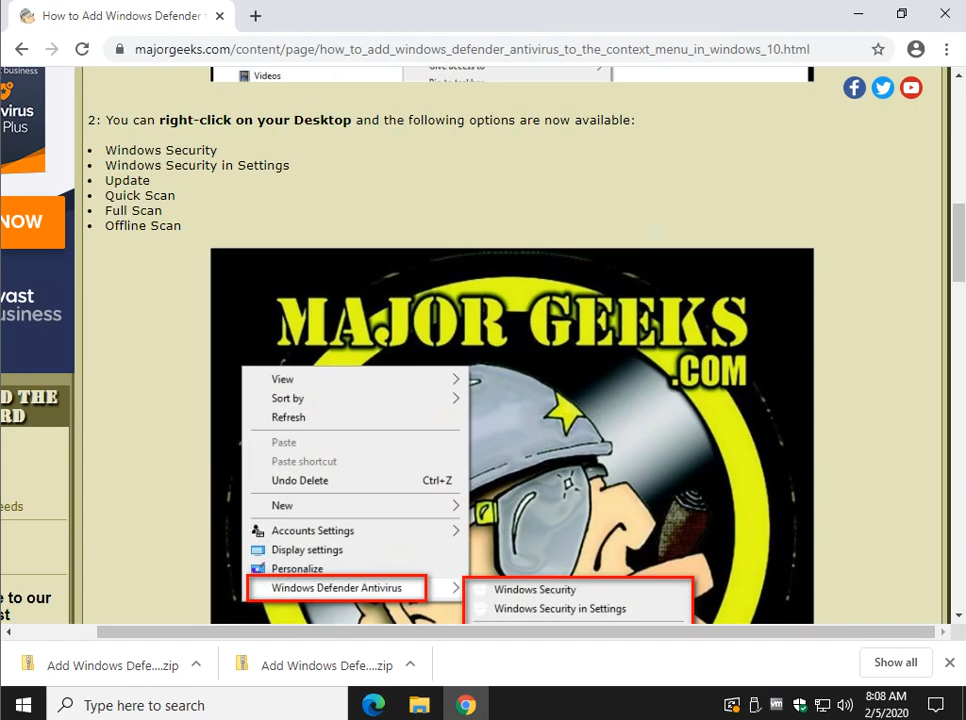 How to Add Windows Defender
majorgeeks.com/content/page/how_to_add_windows_defender_antivirus_to_the_context_menu_in_windows_10.html
business
virus
Plus
NOW
vast
usiness
D THE
RD
eeds
e to our
st
Videos
2: You can right-click on your Desktop and the following options are now available:
• Windows Security
• Windows Security in Settings
• Update
• Quick Scan
• Full Scan
• Offline Scan
MAJOR GEEKS
.COM
View
Sort by
Refresh
Paste
Paste shortcut
Undo Delete Ctrl+Z
New
Accounts Settings
Display settings
Personalize
Windows Defender Antivirus
Windows Security
Windows Security in Settings
Add Windows Defe....zip
Add Windows Defe....zip
Show all
Type here to search
vm
8:08 AM
2/5/2020